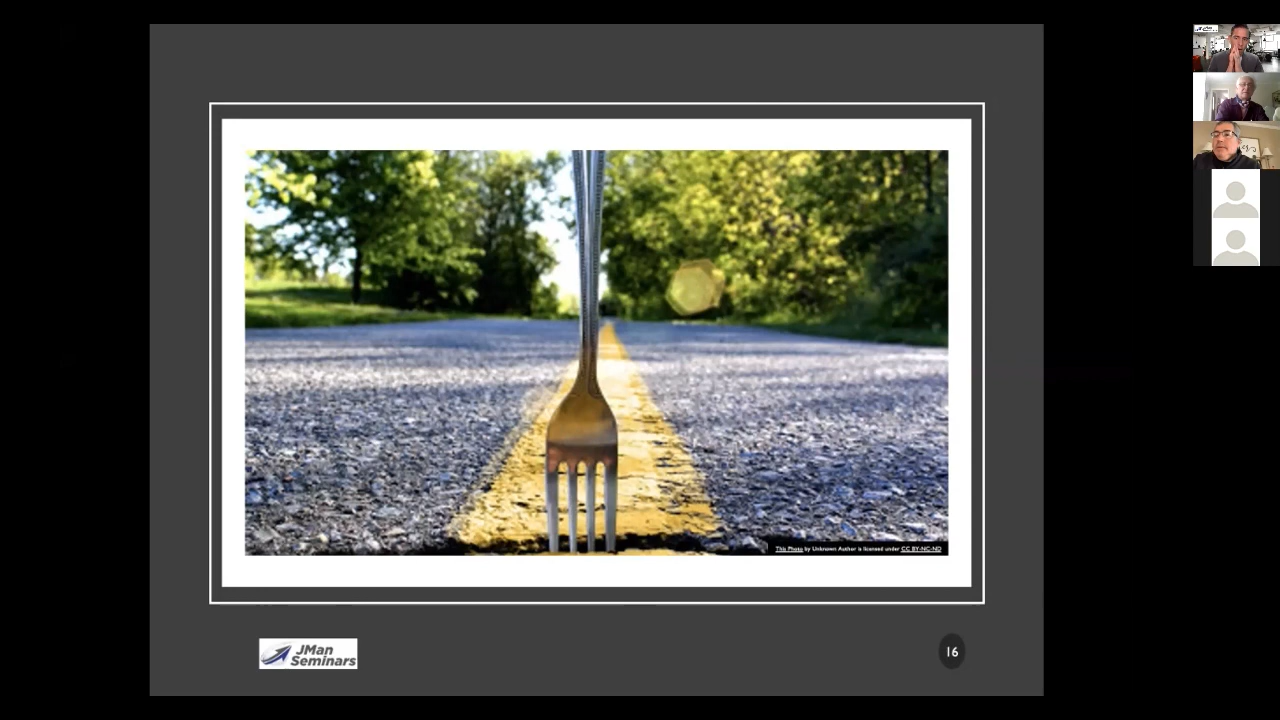 This Photo by Unknown Author is licensed under CC BY-NC-ND
JMan
Seminars
16